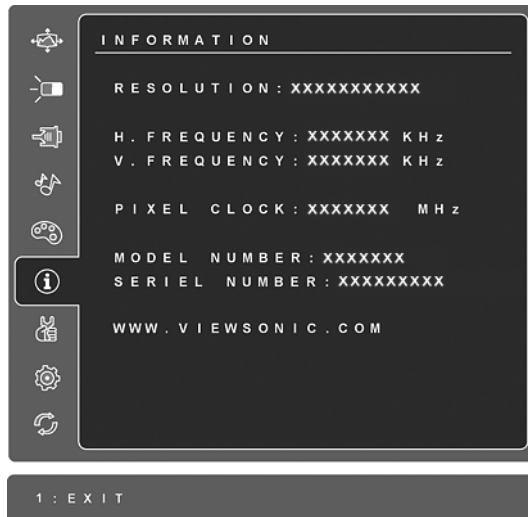 INFORMATION
RESOLUTION: XXXXXXXXXXX
H. FREQUENCY: XXXXXXX KHz
V. FREQUENCY: XXXXXXX KHz
PIXEL CLOCK: XXXXXXX MHz
MODEL NUMBER: XXXXXXX
SERIEL NUMBER: XXXXXXXXX
WWW.VIEWSONIC.COM
1:EXIT